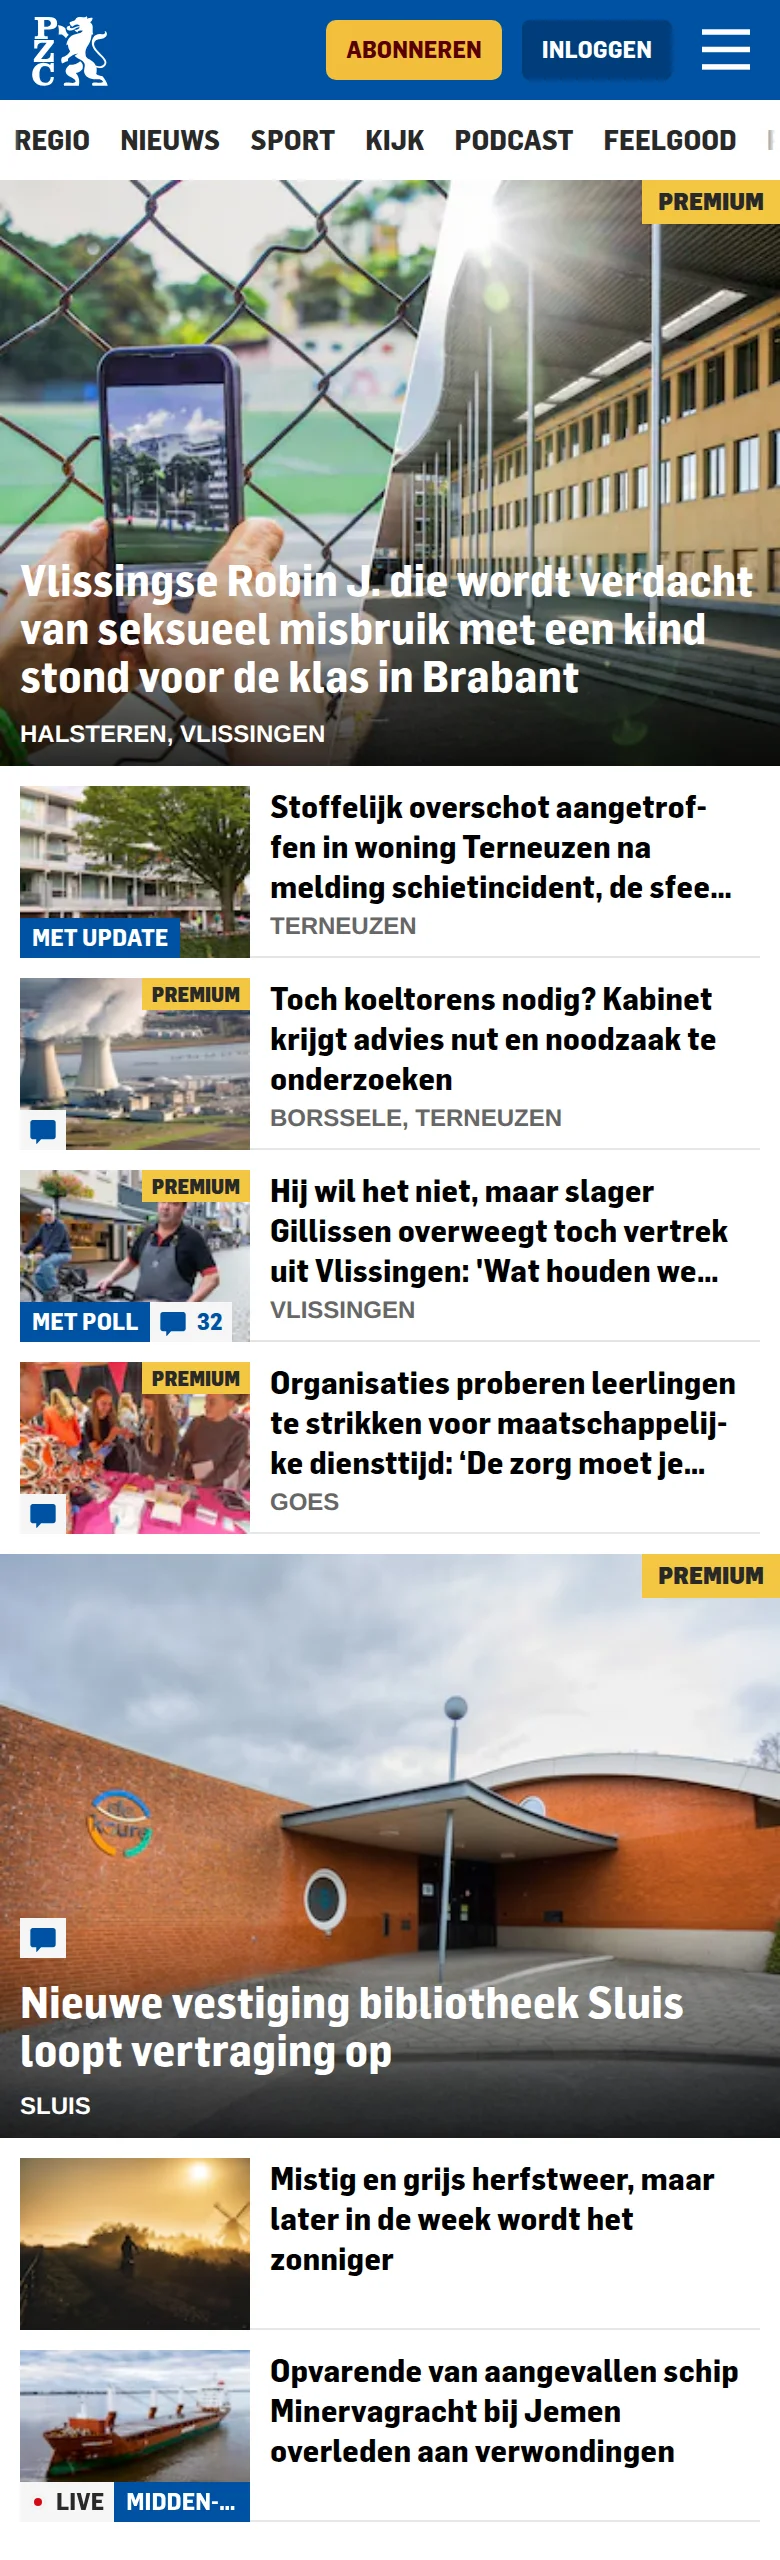 PZC
ABONNEREN
INLOGGEN
REGIO NIEUWS SPORT KIJK PODCAST FEELGOOD
PREMIUM
Vlissingse Robin J. die wordt verdacht
van seksueel misbruik met een kind
stond voor de klas in Brabant
HALSTEREN, VLISSINGEN
Stoffelijk overschot aangetrof-
fen in woning Terneuzen na
melding schietincident, de sfee...
TERNEUZEN
MET UPDATE
PREMIUM
Toch koeltorens nodig? Kabinet
krijgt advies nut en noodzaak te
onderzoeken
BORSSELE, TERNEUZEN
PREMIUM
Hij wil het niet, maar slager
Gillissen overweegt toch vertrek
uit Vlissingen: 'Wat houden we...
VLISSINGEN
MET POLL 32
PREMIUM
Organisaties proberen leerlingen
te strikken voor maatschappelij-
ke diensttijd: ‘De zorg moet je...
GOES
PREMIUM
de
keure
Nieuwe vestiging bibliotheek Sluis
loopt vertraging op
SLUIS
Mistig en grijs herfstweer, maar
later in de week wordt het
zonniger
Opvarende van aangevallen schip
Minervagracht bij Jemen
overleden aan verwondingen
LIVE MIDDEN-...